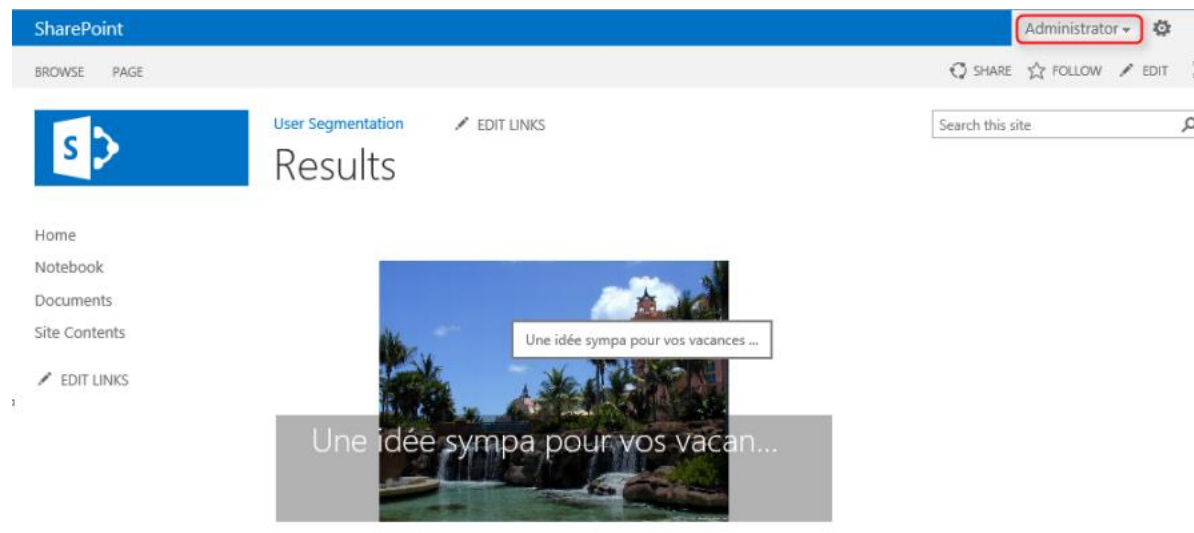 SharePoint
Administrator
BROWSE PAGE
SHARE FOLLOW EDIT
S
User Segmentation EDIT LINKS
Search this site
Results
Home
Notebook
Documents
Site Contents
EDIT LINKS
Une idée sympa pour vos vacances ...
Une idée sympa pour vos vacan...